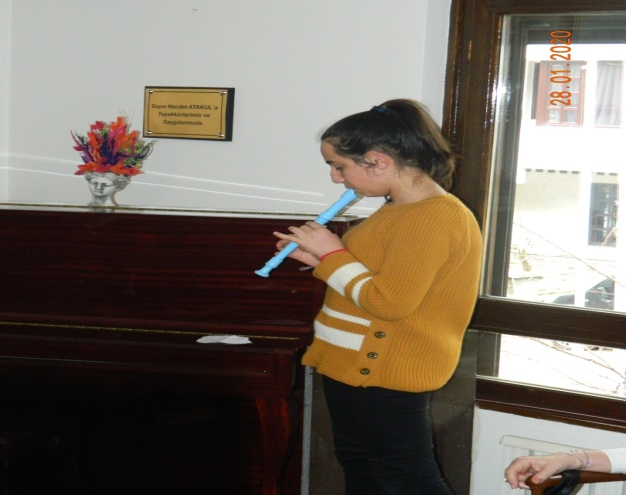 Sayın Necdet ATAKUL'a
Teşekkürlerimiz ve
Saygılarımızla.
28.01.2020